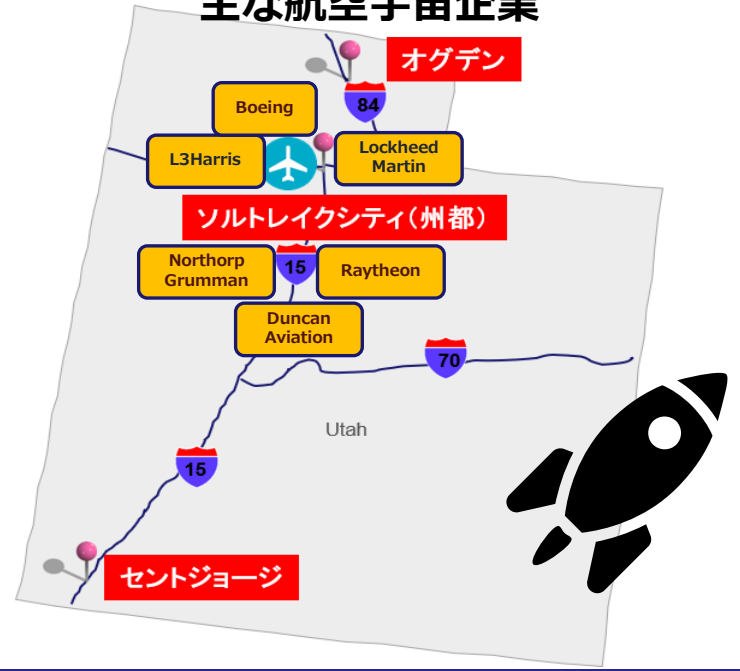 主な航空宇宙企業
オグデン
84
Boeing
L3Harris
Lockheed
Martin
ソルトレイクシティ（州都）
Northorp
Grumman
15
Raytheon
Duncan
Aviation
70
Utah
15
セントジョージ